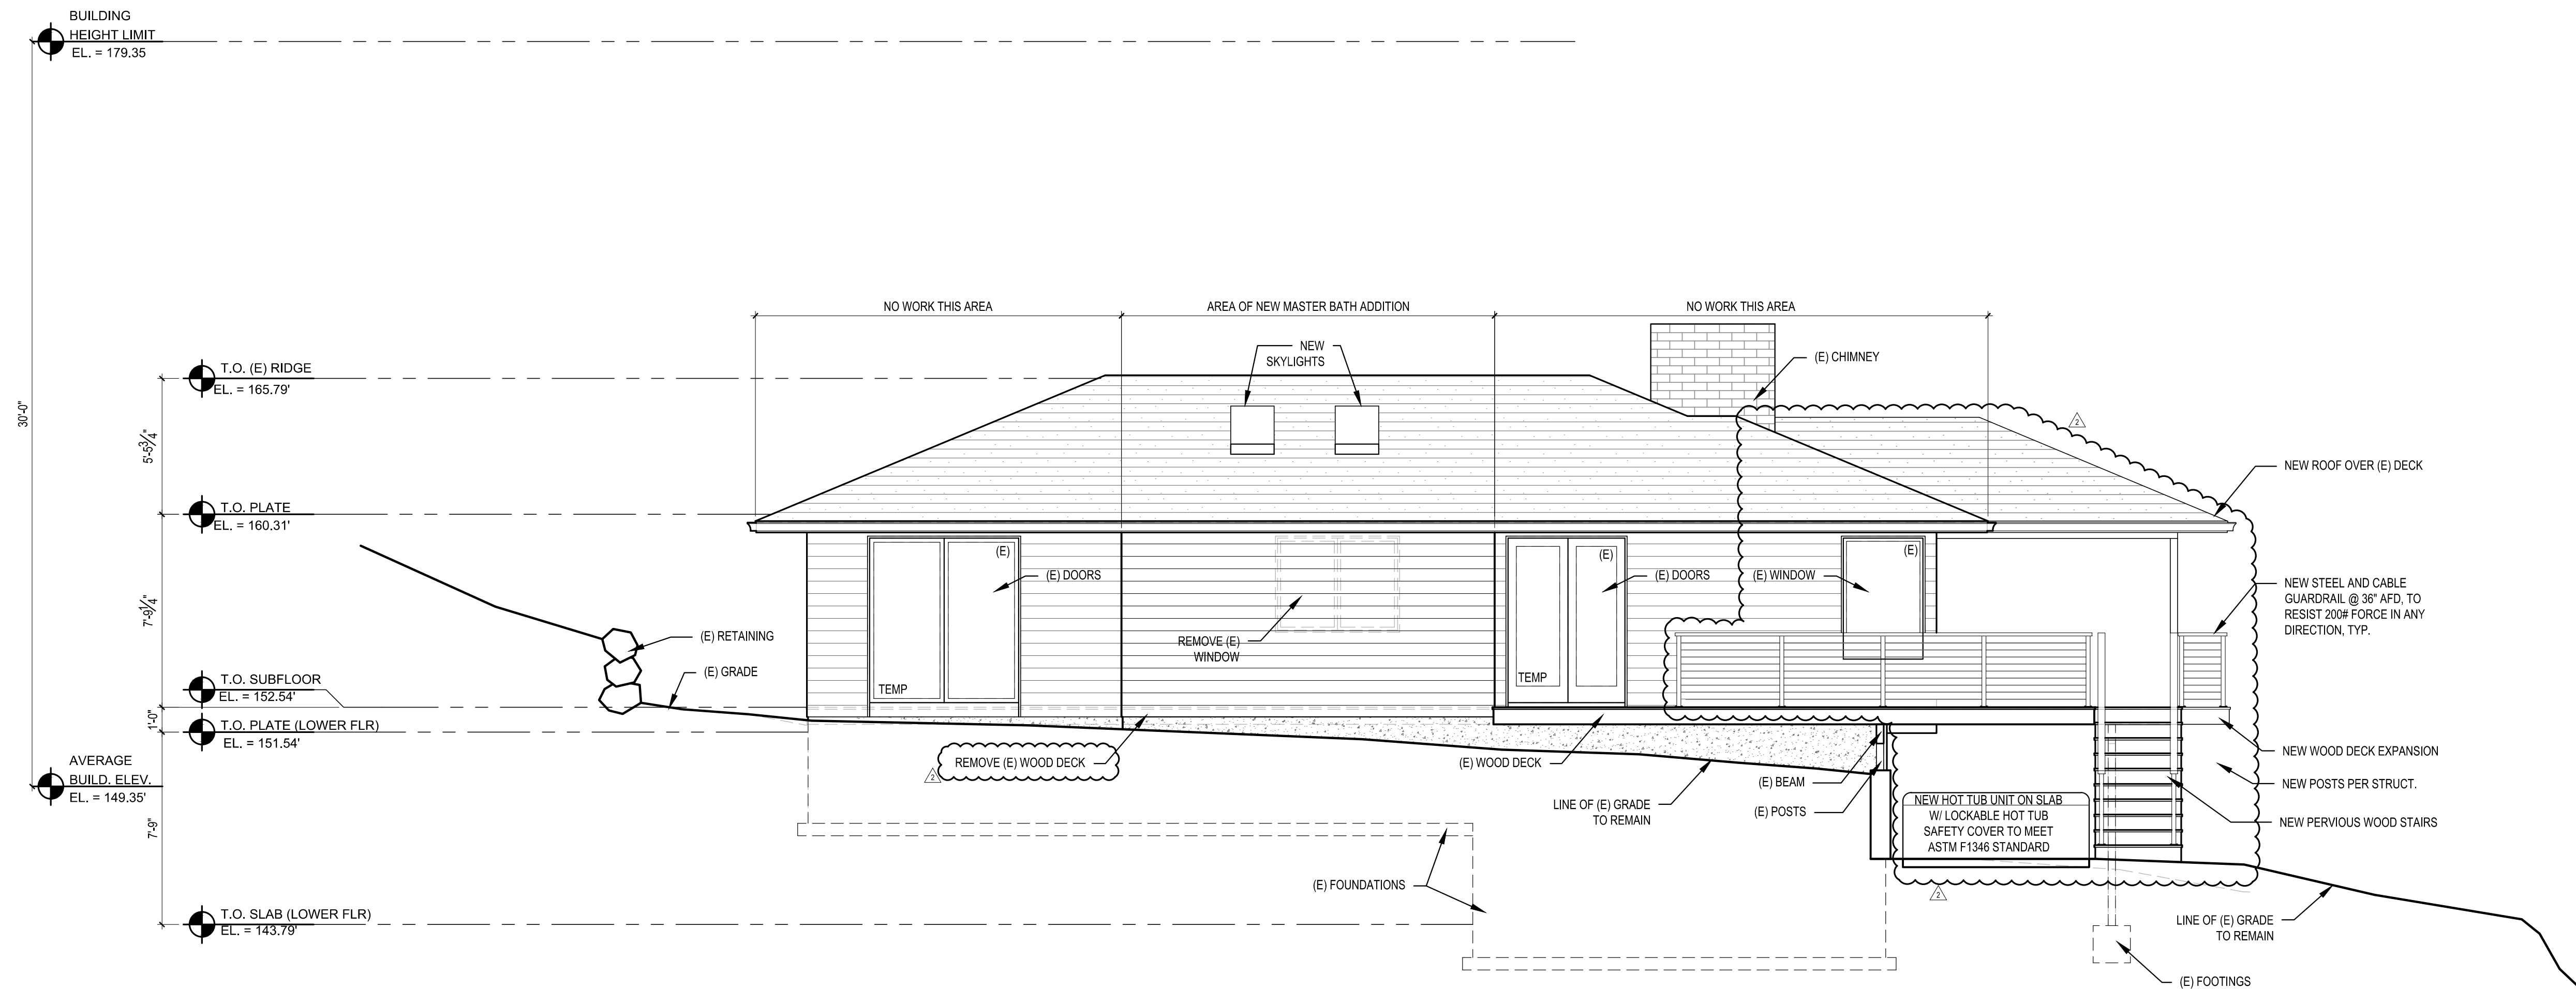 BUILDING
HEIGHT LIMIT
EL. = 179.35
30'-0"
NO WORK THIS AREA
AREA OF NEW MASTER BATH ADDITION
NO WORK THIS AREA
NEW
SKYLIGHTS
(E) CHIMNEY
T.O. (E) RIDGE
EL. = 165.79'
5'-5 3/4"
2
NEW ROOF OVER (E) DECK
T.O. PLATE
EL. = 160.31'
7'-9 1/4"
(E)
(E) DOORS
(E)
(E) DOORS
(E) WINDOW
(E)
NEW STEEL AND CABLE
GUARDRAIL @ 36" AFD, TO
RESIST 200# FORCE IN ANY
DIRECTION, TYP.
(E) RETAINING
REMOVE (E)
WINDOW
(E) GRADE
TEMP
TEMP
T.O. SUBFLOOR
EL. = 152.54'
1'-0"
T.O. PLATE (LOWER FLR)
EL. = 151.54'
AVERAGE
BUILD. ELEV.
EL. = 149.35'
REMOVE (E) WOOD DECK
2
(E) WOOD DECK
LINE OF (E) GRADE
TO REMAIN
(E) BEAM
(E) POSTS
NEW HOT TUB UNIT ON SLAB
W/ LOCKABLE HOT TUB
SAFETY COVER TO MEET
ASTM F1346 STANDARD
NEW WOOD DECK EXPANSION
NEW POSTS PER STRUCT.
NEW PERVIOUS WOOD STAIRS
7'-9"
(E) FOUNDATIONS
2
T.O. SLAB (LOWER FLR)
EL. = 143.79'
LINE OF (E) GRADE
TO REMAIN
(E) FOOTINGS